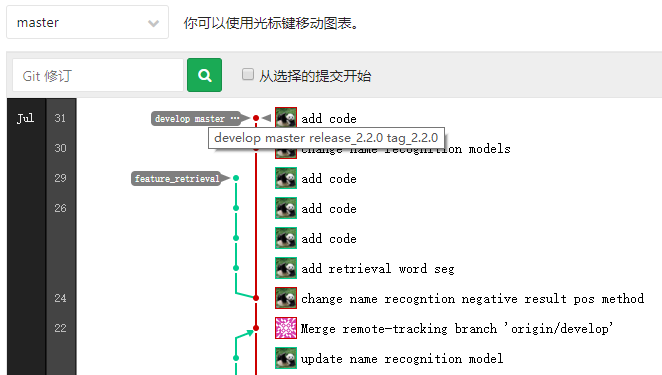 master
你可以使用光标键移动图表。
Git 修订
从选择的提交开始
Jul 31 develop master ··· add code
develop master release_2.2.0 tag_2.2.0
30 change name recognition models
29 feature_retrieval add code
26 add code
add code
add retrieval word seg
24 change name recogntion negative result pos method
22 Merge remote-tracking branch 'origin/develop'
update name recognition model